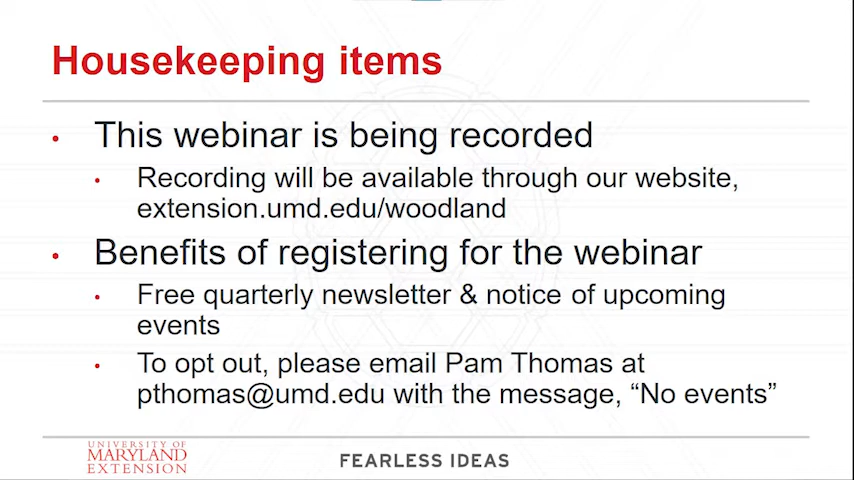 Housekeeping items
• This webinar is being recorded
• Recording will be available through our website,
extension.umd.edu/woodland
• Benefits of registering for the webinar
• Free quarterly newsletter & notice of upcoming
events
• To opt out, please email Pam Thomas at
pthomas@umd.edu with the message, “No events”
UNIVERSITY OF
MARYLAND
EXTENSION
FEARLESS IDEAS